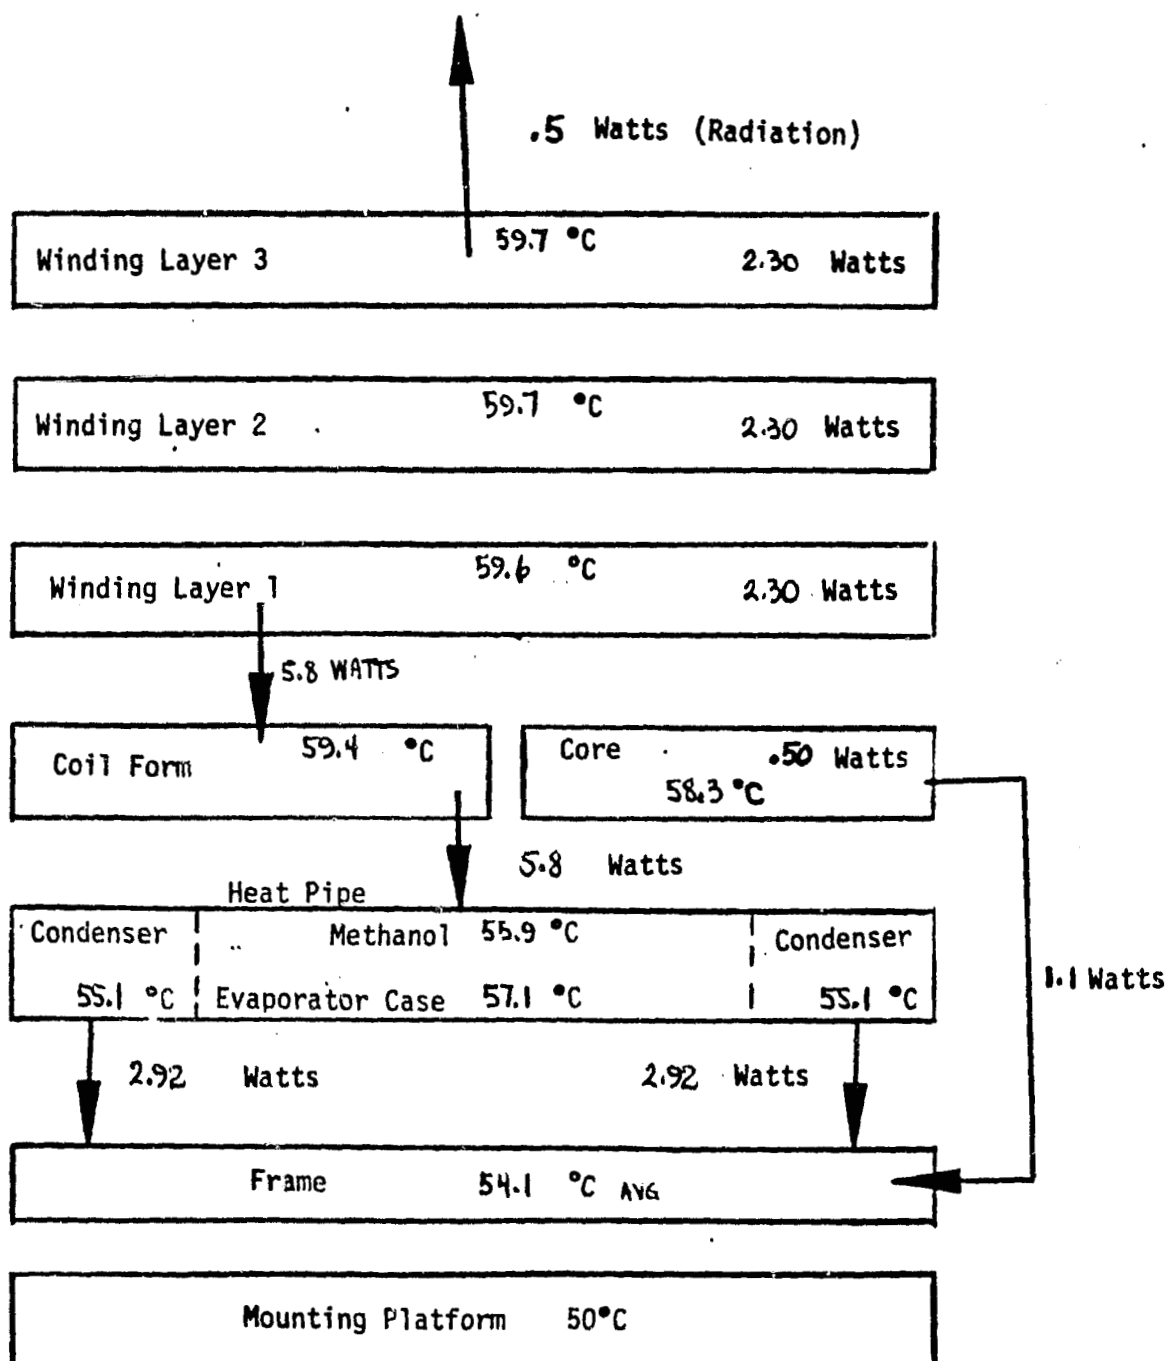 .5 Watts (Radiation)
Winding Layer 3 59.7 °C 2.30 Watts
Winding Layer 2 59.7 °C 2.30 Watts
Winding Layer 1 59.6 °C 2.30 Watts
5.8 WATTS
Coil Form 59.4 °C
Core .50 Watts
58.3 °C
5.8 Watts
Heat Pipe
Condenser Methanol 55.9 °C Condenser
55.1 °C Evaporator Case 57.1 °C 55.1 °C
1.1 Watts
2.92 Watts 2.92 Watts
Frame 54.1 °C AVG
Mounting Platform 50°C